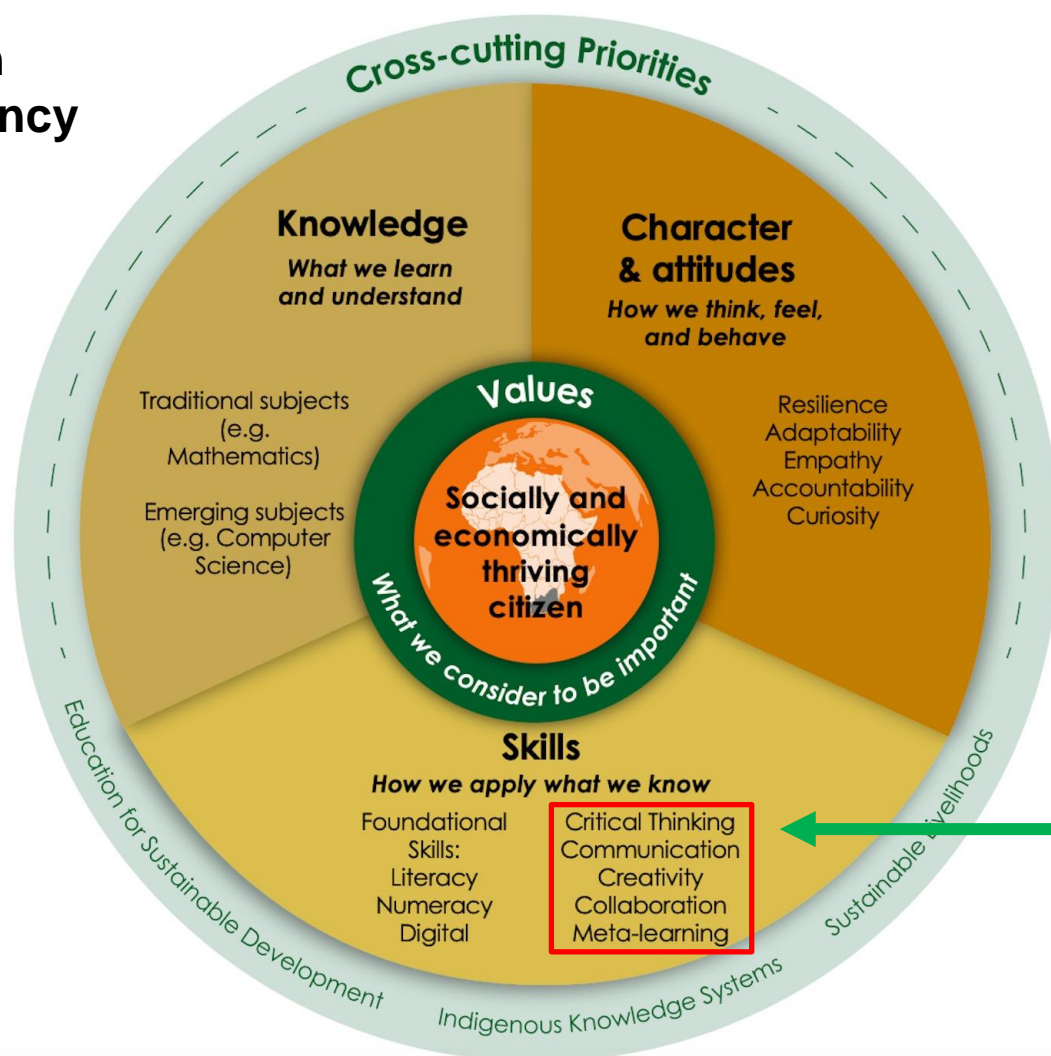 ncy
Cross-cutting Priorities
Knowledge
What we learn
and understand
Traditional subjects
(e.g.
Mathematics)
Emerging subjects
(e.g. Computer
Science)
Character
& attitudes
How we think, feel,
and behave
Resilience
Adaptability
Empathy
Accountability
Curiosity
Values
Socially and
economically
thriving
citizen
What we consider to be important
Skills
How we apply what we know
Foundational
Skills:
Literacy
Numeracy
Digital
Critical Thinking
Communication
Creativity
Collaboration
Meta-learning
Education for Sustainable Development
Indigenous Knowledge Systems
Sustainable Livelihoods